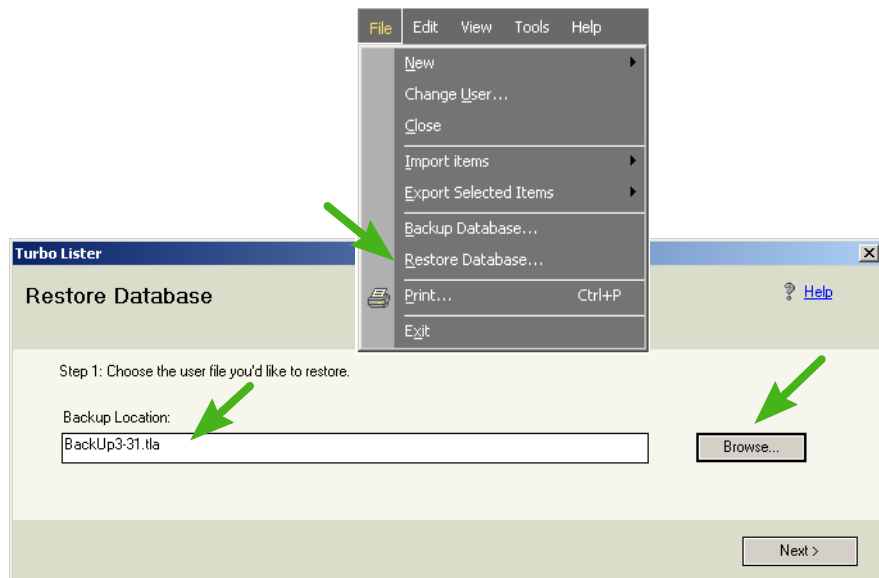 File Edit View Tools Help
New
Change User...
Close
Import items
Export Selected Items
Backup Database...
Restore Database...
Print... Ctrl+P
Exit
Turbo Lister
Restore Database
? Help
Step 1: Choose the user file you'd like to restore.
Backup Location:
BackUp3-31.tla
Browse...
Next >